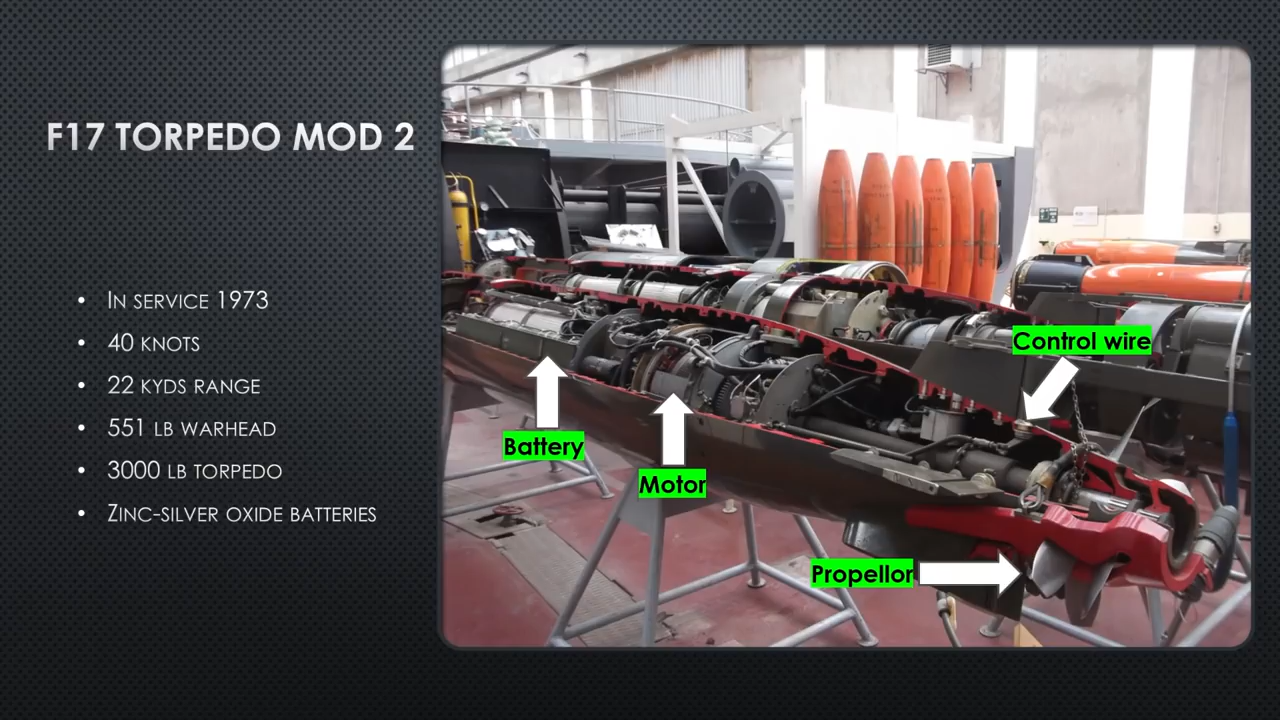 F17 TORPEDO MOD 2
• IN SERVICE 1973
• 40 KNOTS
• 22 KYDS RANGE
• 551 LB WARHEAD
• 3000 LB TORPEDO
• ZINC-SILVER OXIDE BATTERIES
Control wire
Battery
Motor
Propellor